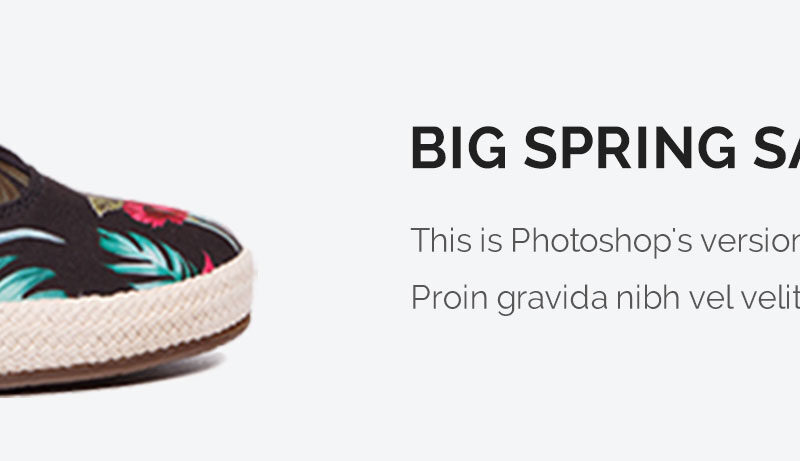 BIG SPRING SA
This is Photoshop's version
Proin gravida nibh vel velit